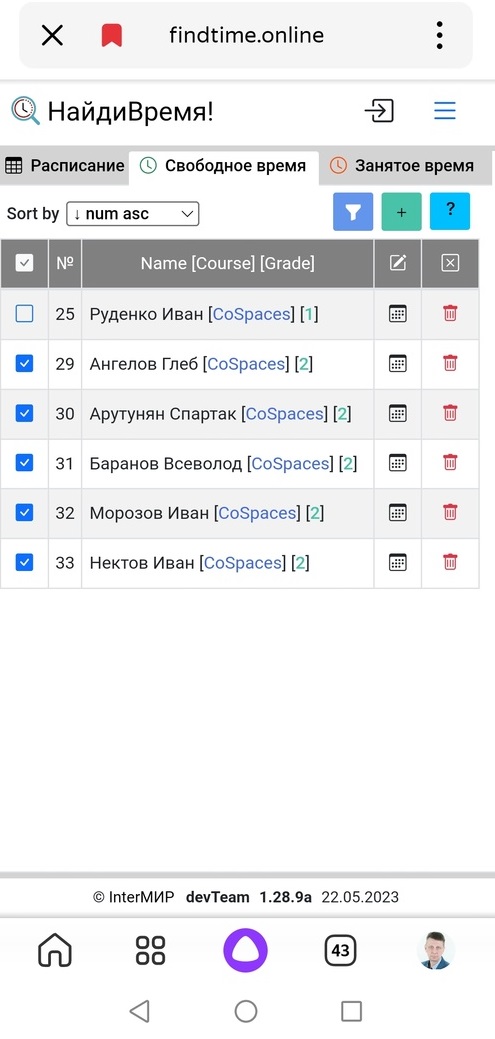 findtime.online
НайдиВремя!
Расписание Свободное время Занятое время
Sort by ↓ num asc + ?
№ Name [Course] [Grade]
25 Руденко Иван [CoSpaces] [1]
29 Ангелов Глеб [CoSpaces] [2]
30 Арутунян Спартак [CoSpaces] [2]
31 Баранов Всеволод [CoSpaces] [2]
32 Морозов Иван [CoSpaces] [2]
33 Нектов Иван [CoSpaces] [2]
© InterМИР devTeam 1.28.9a 22.05.2023
43